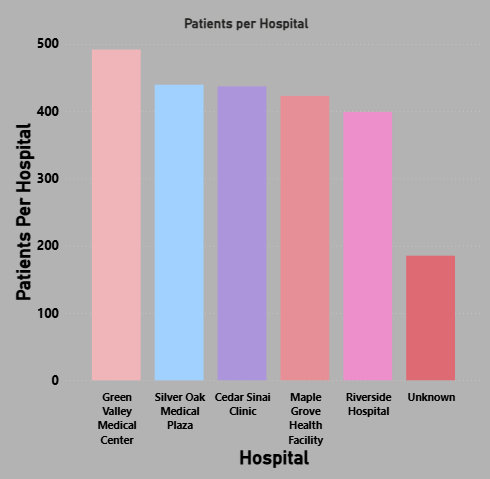 Patients per Hospital
Patients Per Hospital
500
400
300
200
100
0
Green
Valley
Medical
Center
Silver Oak
Medical
Plaza
Cedar Sinai
Clinic
Maple
Grove
Health
Facility
Riverside
Hospital
Unknown
Hospital